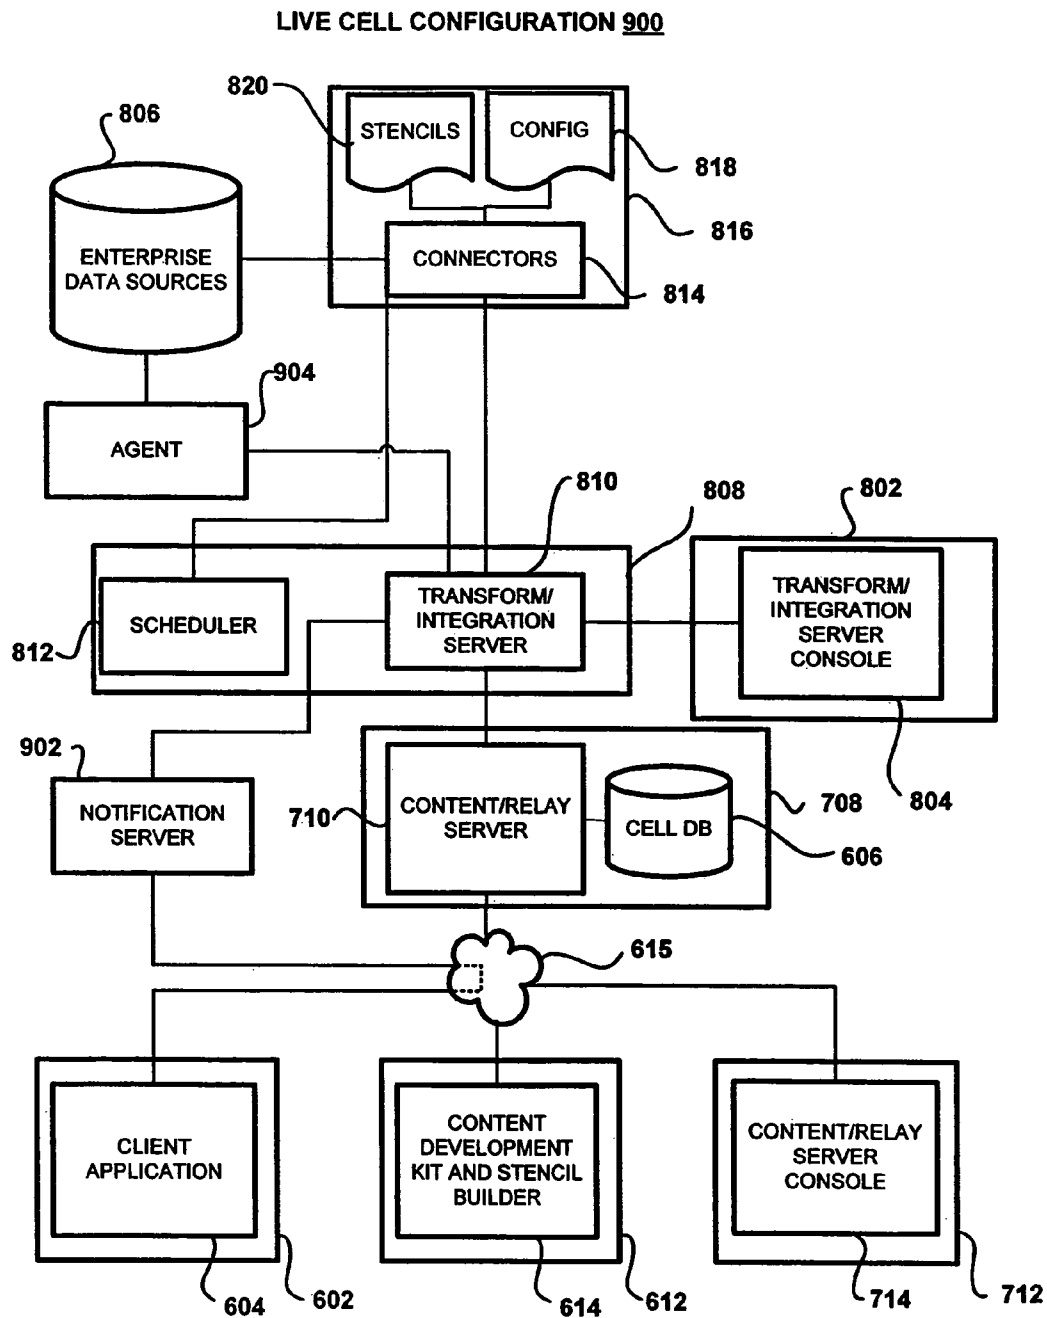 LIVE CELL CONFIGURATION 900
820
806
STENCILS
CONFIG
818
816
ENTERPRISE
DATA SOURCES
CONNECTORS
814
904
AGENT
810
808
802
SCHEDULER
812
TRANSFORM/
INTEGRATION
SERVER
TRANSFORM/
INTEGRATION
SERVER
CONSOLE
902
NOTIFICATION
SERVER
710
CONTENT/RELAY
SERVER
CELL DB
708
804
606
615
CLIENT
APPLICATION
CONTENT
DEVELOPMENT
KIT AND STENCIL
BUILDER
CONTENT/RELAY
SERVER
CONSOLE
604
602
614
612
714
712